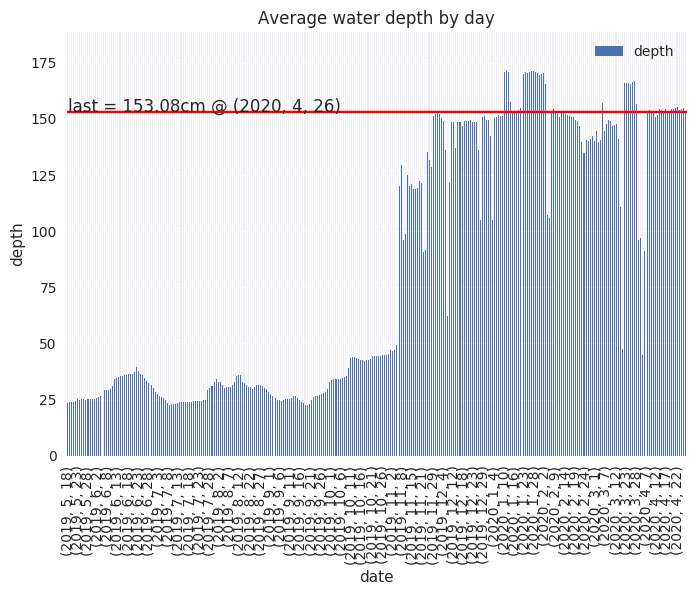 Average water depth by day
depth
last = 153.08cm @ (2020, 4, 26)
175
150
125
100
75
50
25
0
depth
(2019, 5, 18)
(2019, 5, 23)
(2019, 5, 28)
(2019, 6, 2)
(2019, 6, 8)
(2019, 6, 13)
(2019, 6, 18)
(2019, 6, 23)
(2019, 6, 28)
(2019, 7, 3)
(2019, 7, 8)
(2019, 7, 13)
(2019, 7, 18)
(2019, 7, 23)
(2019, 7, 28)
(2019, 8, 2)
(2019, 8, 7)
(2019, 8, 12)
(2019, 8, 22)
(2019, 8, 27)
(2019, 9, 1)
(2019, 9, 6)
(2019, 9, 11)
(2019, 9, 16)
(2019, 9, 21)
(2019, 9, 26)
(2019, 10, 1)
(2019, 10, 6)
(2019, 10, 11)
(2019, 10, 16)
(2019, 10, 21)
(2019, 10, 26)
(2019, 11, 2)
(2019, 11, 8)
(2019, 11, 15)
(2019, 11, 21)
(2019, 11, 29)
(2019, 12, 4)
(2019, 12, 18)
(2019, 12, 23)
(2019, 12, 29)
(2020, 1, 4)
(2020, 1, 10)
(2020, 1, 16)
(2020, 1, 23)
(2020, 1, 28)
(2020, 2, 2)
(2020, 2, 9)
(2020, 2, 14)
(2020, 2, 19)
(2020, 2, 24)
(2020, 3, 1)
(2020, 3, 7)
(2020, 3, 12)
(2020, 3, 23)
(2020, 3, 28)
(2020, 4, 7)
(2020, 4, 12)
(2020, 4, 17)
(2020, 4, 22)
date